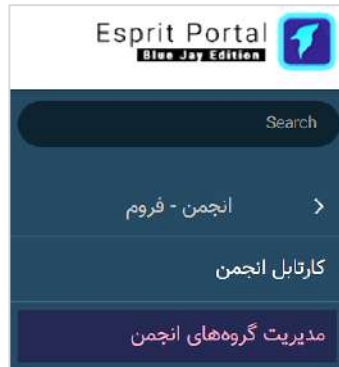 Esprit Portal
Blue Jay Edition
Search
انجمن - فروم
کارتابل انجمن
مدیریت گروه‌های انجمن